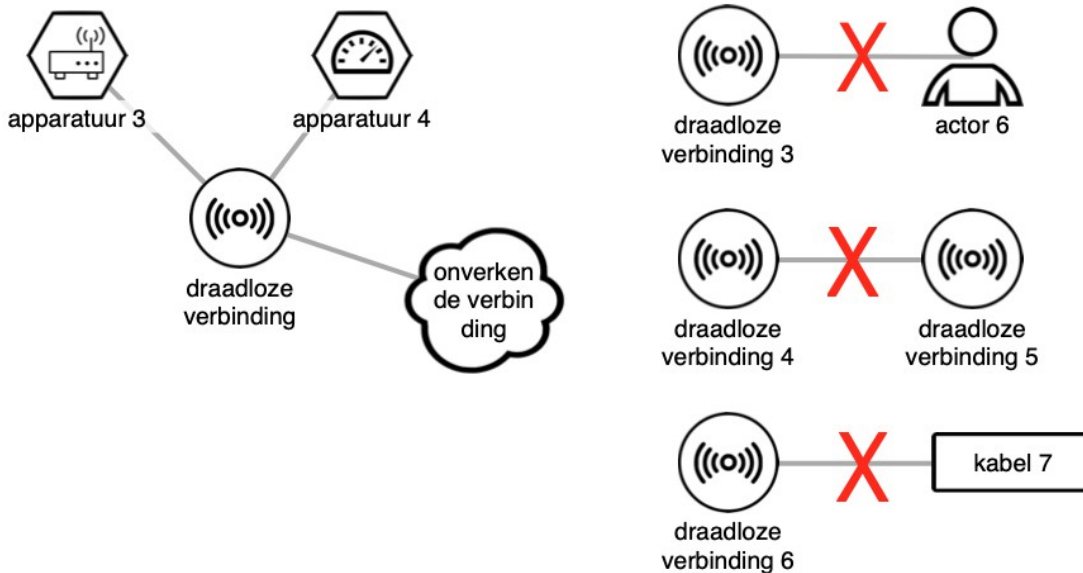 apparatuur 3
apparatuur 4
draadloze
verbinding
onverken
de verbin
ding
X
draadloze
verbinding 3
actor 6
X
draadloze
verbinding 4
draadloze
verbinding 5
X
kabel 7
draadloze
verbinding 6